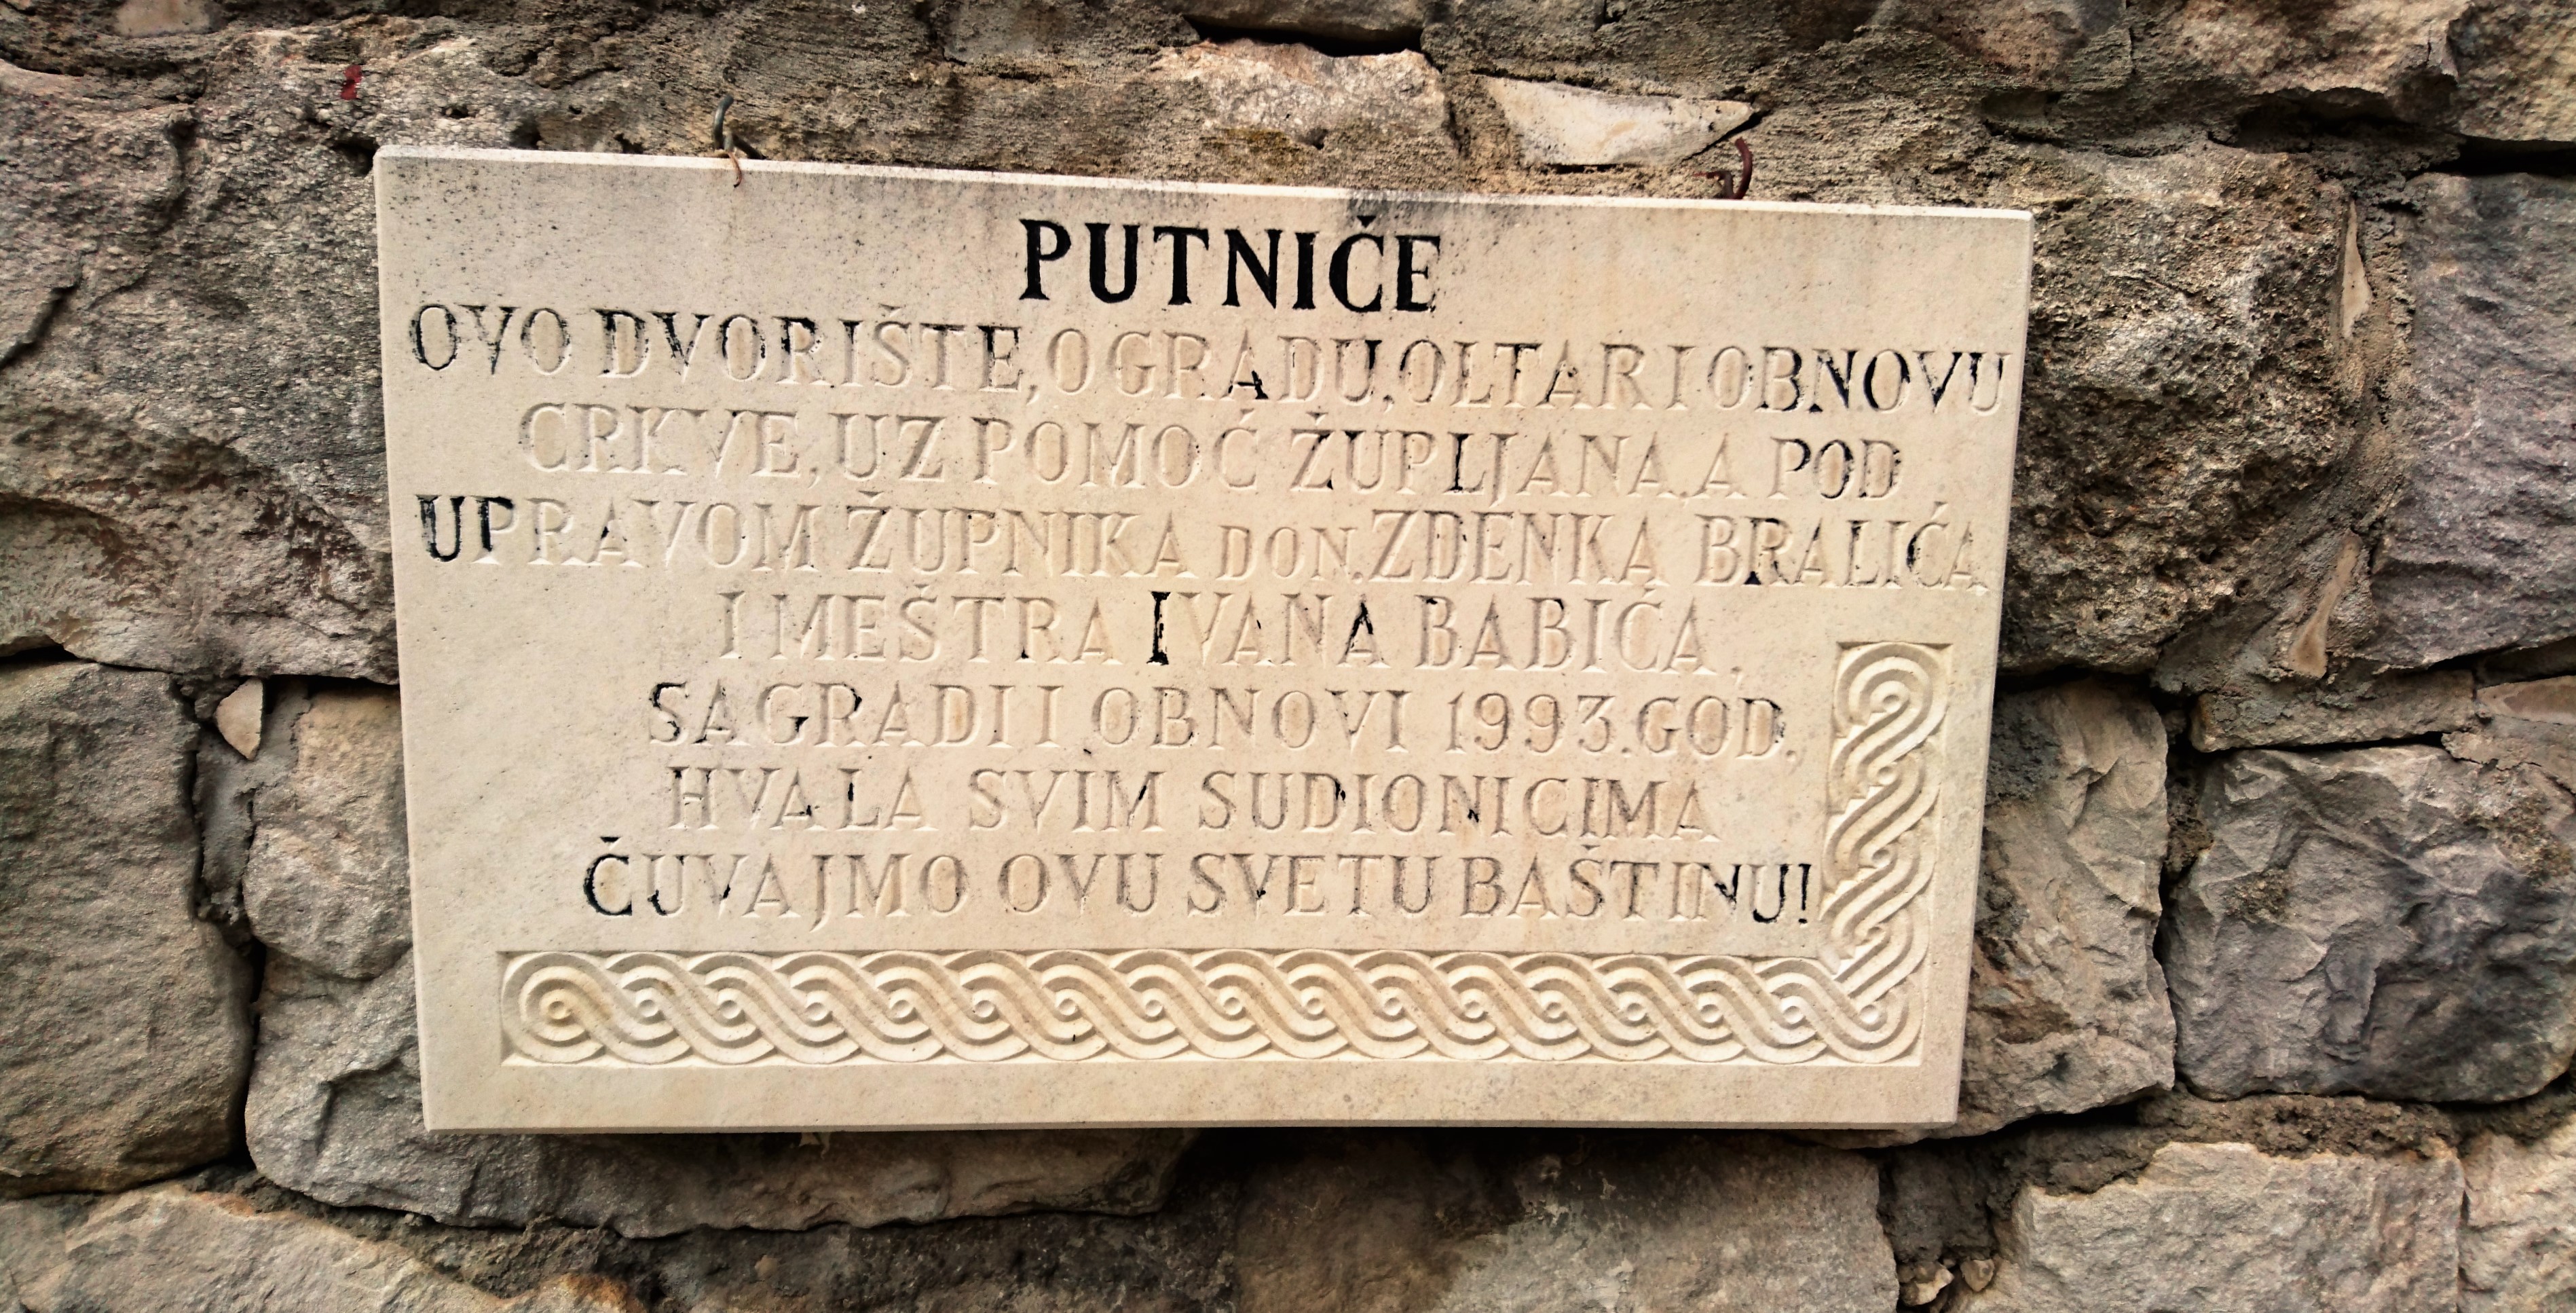 PUTNIČE
OVO DVORIŠTE, OGRADU, OLTAR I OBNOVU
CRKVE, UZ POMOĆ ŽUPLJANA, A POD
UPRAVOM ŽUPNIKA DON. ZDENKA BRALIĆA
I MEŠTRA IVANA BABIĆA,
SAGRADI I OBNOVI 1993. GOD.
HVALA SVIM SUDIONICIMA
ČUVAJMO OVU SVETU BAŠTINU!